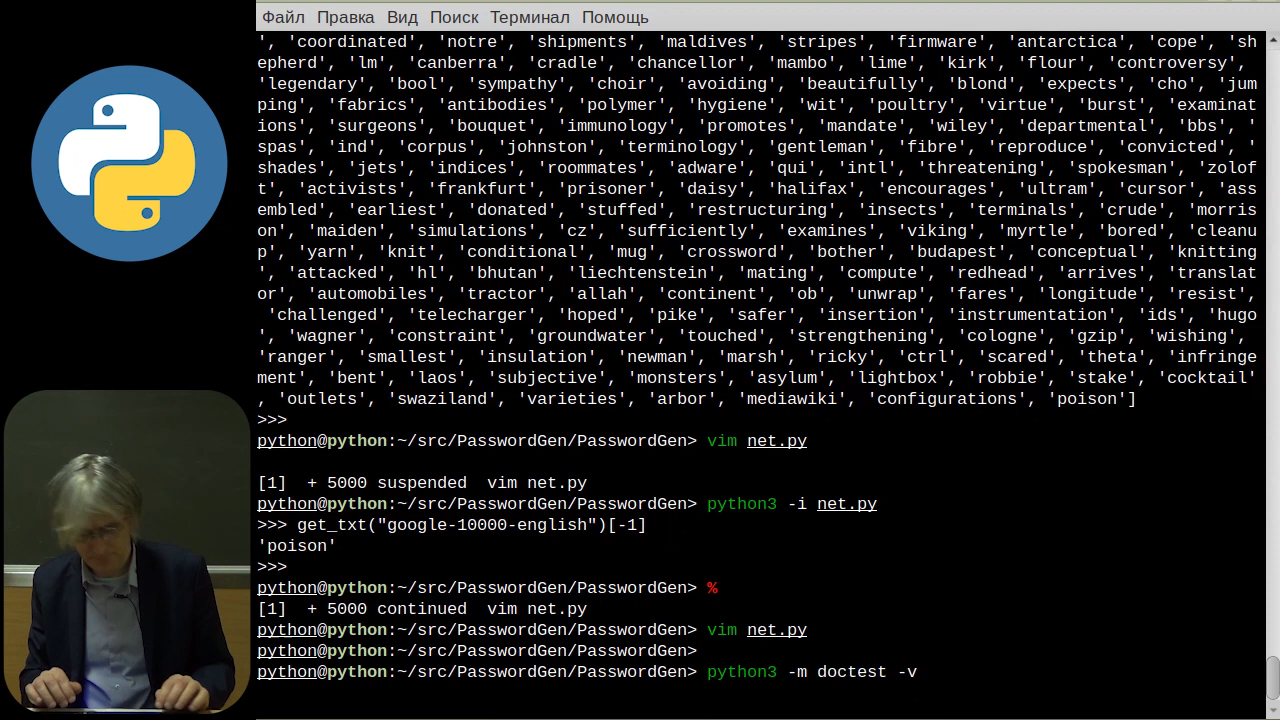 Файл Правка Вид Поиск Терминал Помощь
', 'coordinated', 'notre', 'shipments', 'maldives', 'stripes', 'firmware', 'antarctica', 'cope', 'sh
epherd', 'lm', 'canberra', 'cradle', 'chancellor', 'mambo', 'lime', 'kirk', 'flour', 'controversy', 
'legendary', 'bool', 'sympathy', 'choir', 'avoiding', 'beautifully', 'blond', 'expects', 'cho', 'jum
ping', 'fabrics', 'antibodies', 'polymer', 'hygiene', 'wit', 'poultry', 'virtue', 'burst', 'examinat
ions', 'surgeons', 'bouquet', 'immunology', 'promotes', 'mandate', 'wiley', 'departmental', 'bbs', '
spas', 'ind', 'corpus', 'johnston', 'terminology', 'gentleman', 'fibre', 'reproduce', 'convicted', '
shades', 'jets', 'indices', 'roommates', 'adware', 'qui', 'intl', 'threatening', 'spokesman', 'zolof
t', 'activists', 'frankfurt', 'prisoner', 'daisy', 'halifax', 'encourages', 'ultram', 'cursor', 'ass
embled', 'earliest', 'donated', 'stuffed', 'restructuring', 'insects', 'terminals', 'crude', 'morris
on', 'maiden', 'simulations', 'cz', 'sufficiently', 'examines', 'viking', 'myrtle', 'bored', 'cleanu
p', 'yarn', 'knit', 'conditional', 'mug', 'crossword', 'bother', 'budapest', 'conceptual', 'knitting
', 'attacked', 'hl', 'bhutan', 'liechtenstein', 'mating', 'compute', 'redhead', 'arrives', 'translat
or', 'automobiles', 'tractor', 'allah', 'continent', 'ob', 'unwrap', 'fares', 'longitude', 'resist',
 'challenged', 'telecharger', 'hoped', 'pike', 'safer', 'insertion', 'instrumentation', 'ids', 'hugo
', 'wagner', 'constraint', 'groundwater', 'touched', 'strengthening', 'cologne', 'gzip', 'wishing', 
'ranger', 'smallest', 'insulation', 'newman', 'marsh', 'ricky', 'ctrl', 'scared', 'theta', 'infringe
ment', 'bent', 'laos', 'subjective', 'monsters', 'asylum', 'lightbox', 'robbie', 'stake', 'cocktail'
, 'outlets', 'swaziland', 'varieties', 'arbor', 'mediawiki', 'configurations', 'poison']
>>>
python@python:~/src/PasswordGen/PasswordGen> vim net.py
[1]  + 5000 suspended  vim net.py
python@python:~/src/PasswordGen/PasswordGen> python3 -i net.py
>>> get_txt("google-10000-english")[-1]
'poison'
>>>
python@python:~/src/PasswordGen/PasswordGen> %
[1]  + 5000 continued  vim net.py
python@python:~/src/PasswordGen/PasswordGen> vim net.py
python@python:~/src/PasswordGen/PasswordGen>
python@python:~/src/PasswordGen/PasswordGen> python3 -m doctest -v